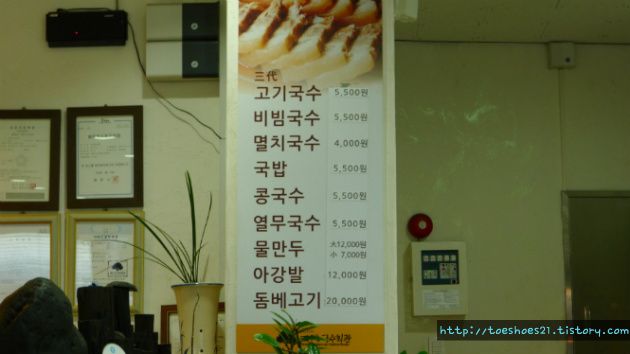 三代
고기국수 5,500원
비빔국수 5,500원
멸치국수 4,000원
국밥 5,500원
콩국수 5,500원
열무국수 5,500원
물만두 大12,000원
小 7,000원
아강발 12,000원
돔베고기 20,000원
http://toeshoes21.tistory.com